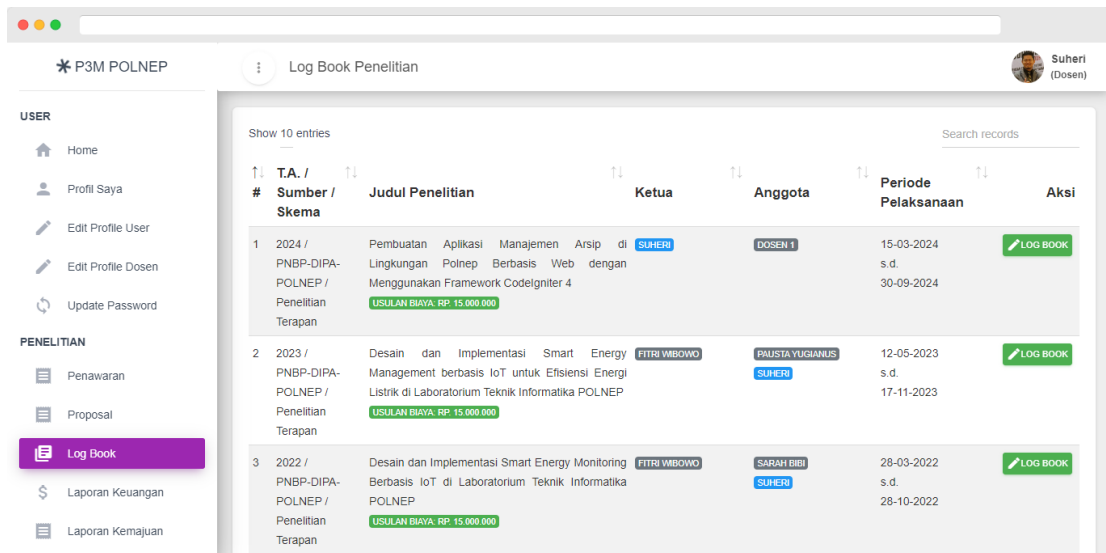 P3M POLNEP
Log Book Penelitian
Suheri
(Dosen)
USER
Home
Profil Saya
Edit Profile User
Edit Profile Dosen
Update Password
PENELITIAN
Penawaran
Proposal
Log Book
Laporan Keuangan
Laporan Kemajuan
Show 10 entries
Search records
#
T.A. /
Sumber /
Skema
Judul Penelitian
Ketua
Anggota
Periode
Pelaksanaan
Aksi
1
2024 /
PNBP-DIPA-
POLNEP /
Penelitian
Terapan
Pembuatan Aplikasi Manajemen Arsip di
Lingkungan Polnep Berbasis Web dengan
Menggunakan Framework CodeIgniter 4
USULAN BIAYA: RP. 15.000.000
SUHERI
DOSEN 1
15-03-2024
s.d.
30-09-2024
LOG BOOK
2
2023 /
PNBP-DIPA-
POLNEP /
Penelitian
Terapan
Desain dan Implementasi Smart Energy
Management berbasis IoT untuk Efisiensi Energi
Listrik di Laboratorium Teknik Informatika POLNEP
USULAN BIAYA: RP. 15.000.000
FITRI WIBOWO
PAUSTA YUGIANUS
SUHERI
12-05-2023
s.d.
17-11-2023
LOG BOOK
3
2022 /
PNBP-DIPA-
POLNEP /
Penelitian
Terapan
Desain dan Implementasi Smart Energy Monitoring
Berbasis IoT di Laboratorium Teknik Informatika
POLNEP
USULAN BIAYA: RP. 15.000.000
FITRI WIBOWO
SARAH BIBI
SUHERI
28-03-2022
s.d.
28-10-2022
LOG BOOK